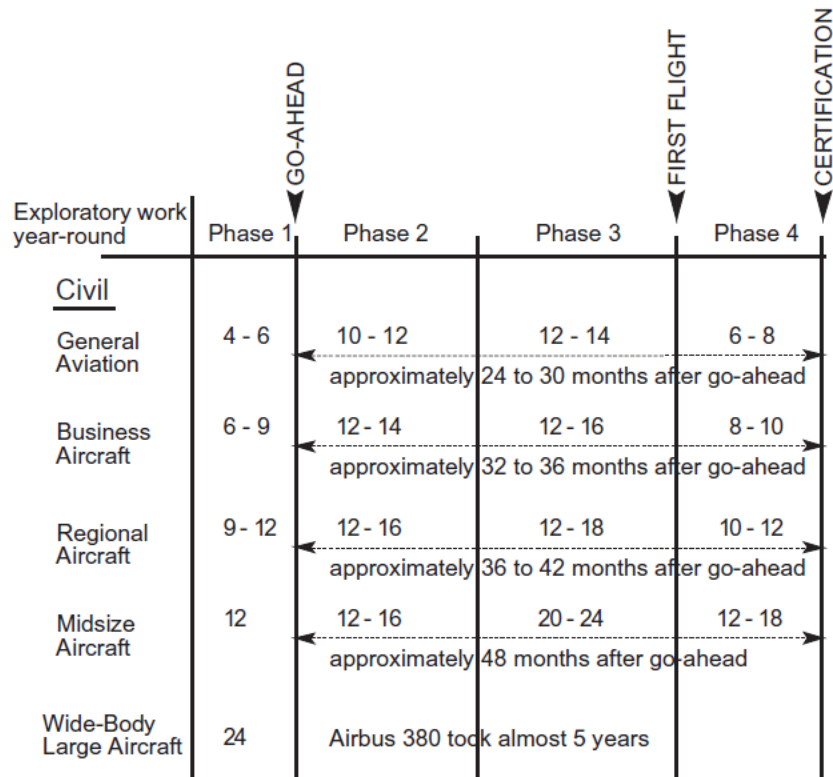 GO-AHEAD
FIRST FLIGHT
CERTIFICATION
Exploratory work
year-round
Phase 1 Phase 2 Phase 3 Phase 4
Civil
General
Aviation
4 - 6 10 - 12 12 - 14 6 - 8
approximately 24 to 30 months after go-ahead
Business
Aircraft
6 - 9 12 - 14 12 - 16 8 - 10
approximately 32 to 36 months after go-ahead
Regional
Aircraft
9 - 12 12 - 16 12 - 18 10 - 12
approximately 36 to 42 months after go-ahead
Midsize
Aircraft
12 12 - 16 20 - 24 12 - 18
approximately 48 months after go-ahead
Wide-Body
Large Aircraft
24 Airbus 380 took almost 5 years